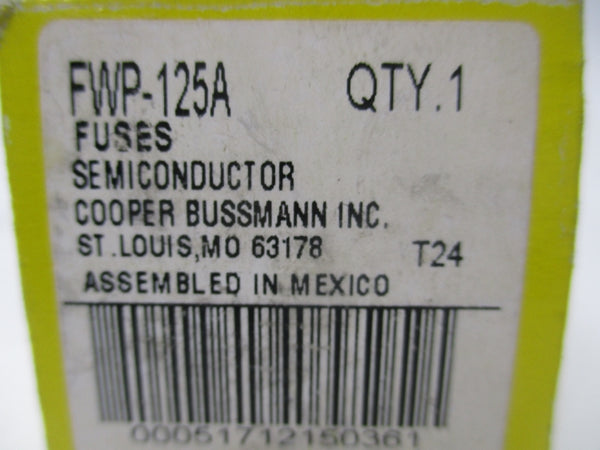 FWP-125A QTY.1
FUSES
SEMICONDUCTOR
COOPER BUSSMANN INC.
ST.LOUIS,MO 63178 T24
ASSEMBLED IN MEXICO
00051712150361